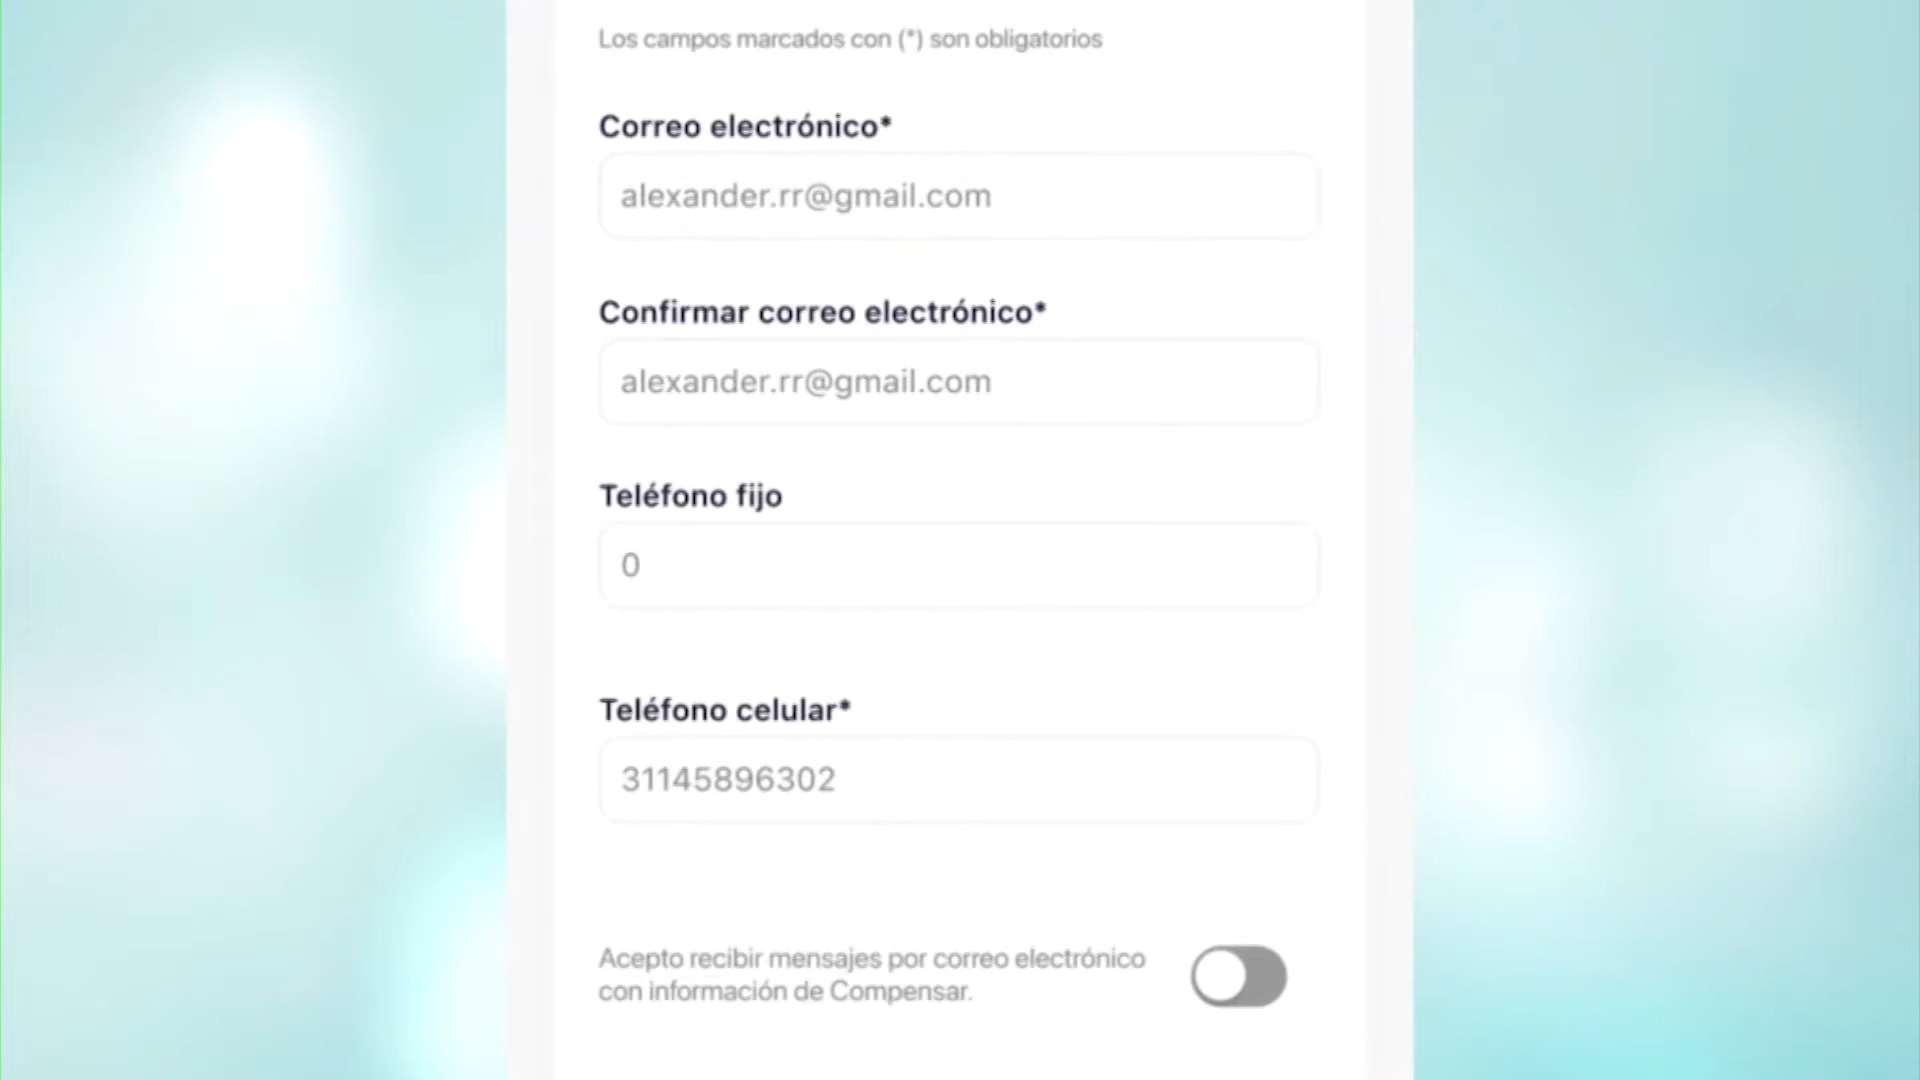 Los campos marcados con (*) son obligatorios
Correo electrónico*
alexander.rr@gmail.com
Confirmar correo electrónico*
alexander.rr@gmail.com
Teléfono fijo
0
Teléfono celular*
31145896302
Acepto recibir mensajes por correo electrónico
con información de Compensar.